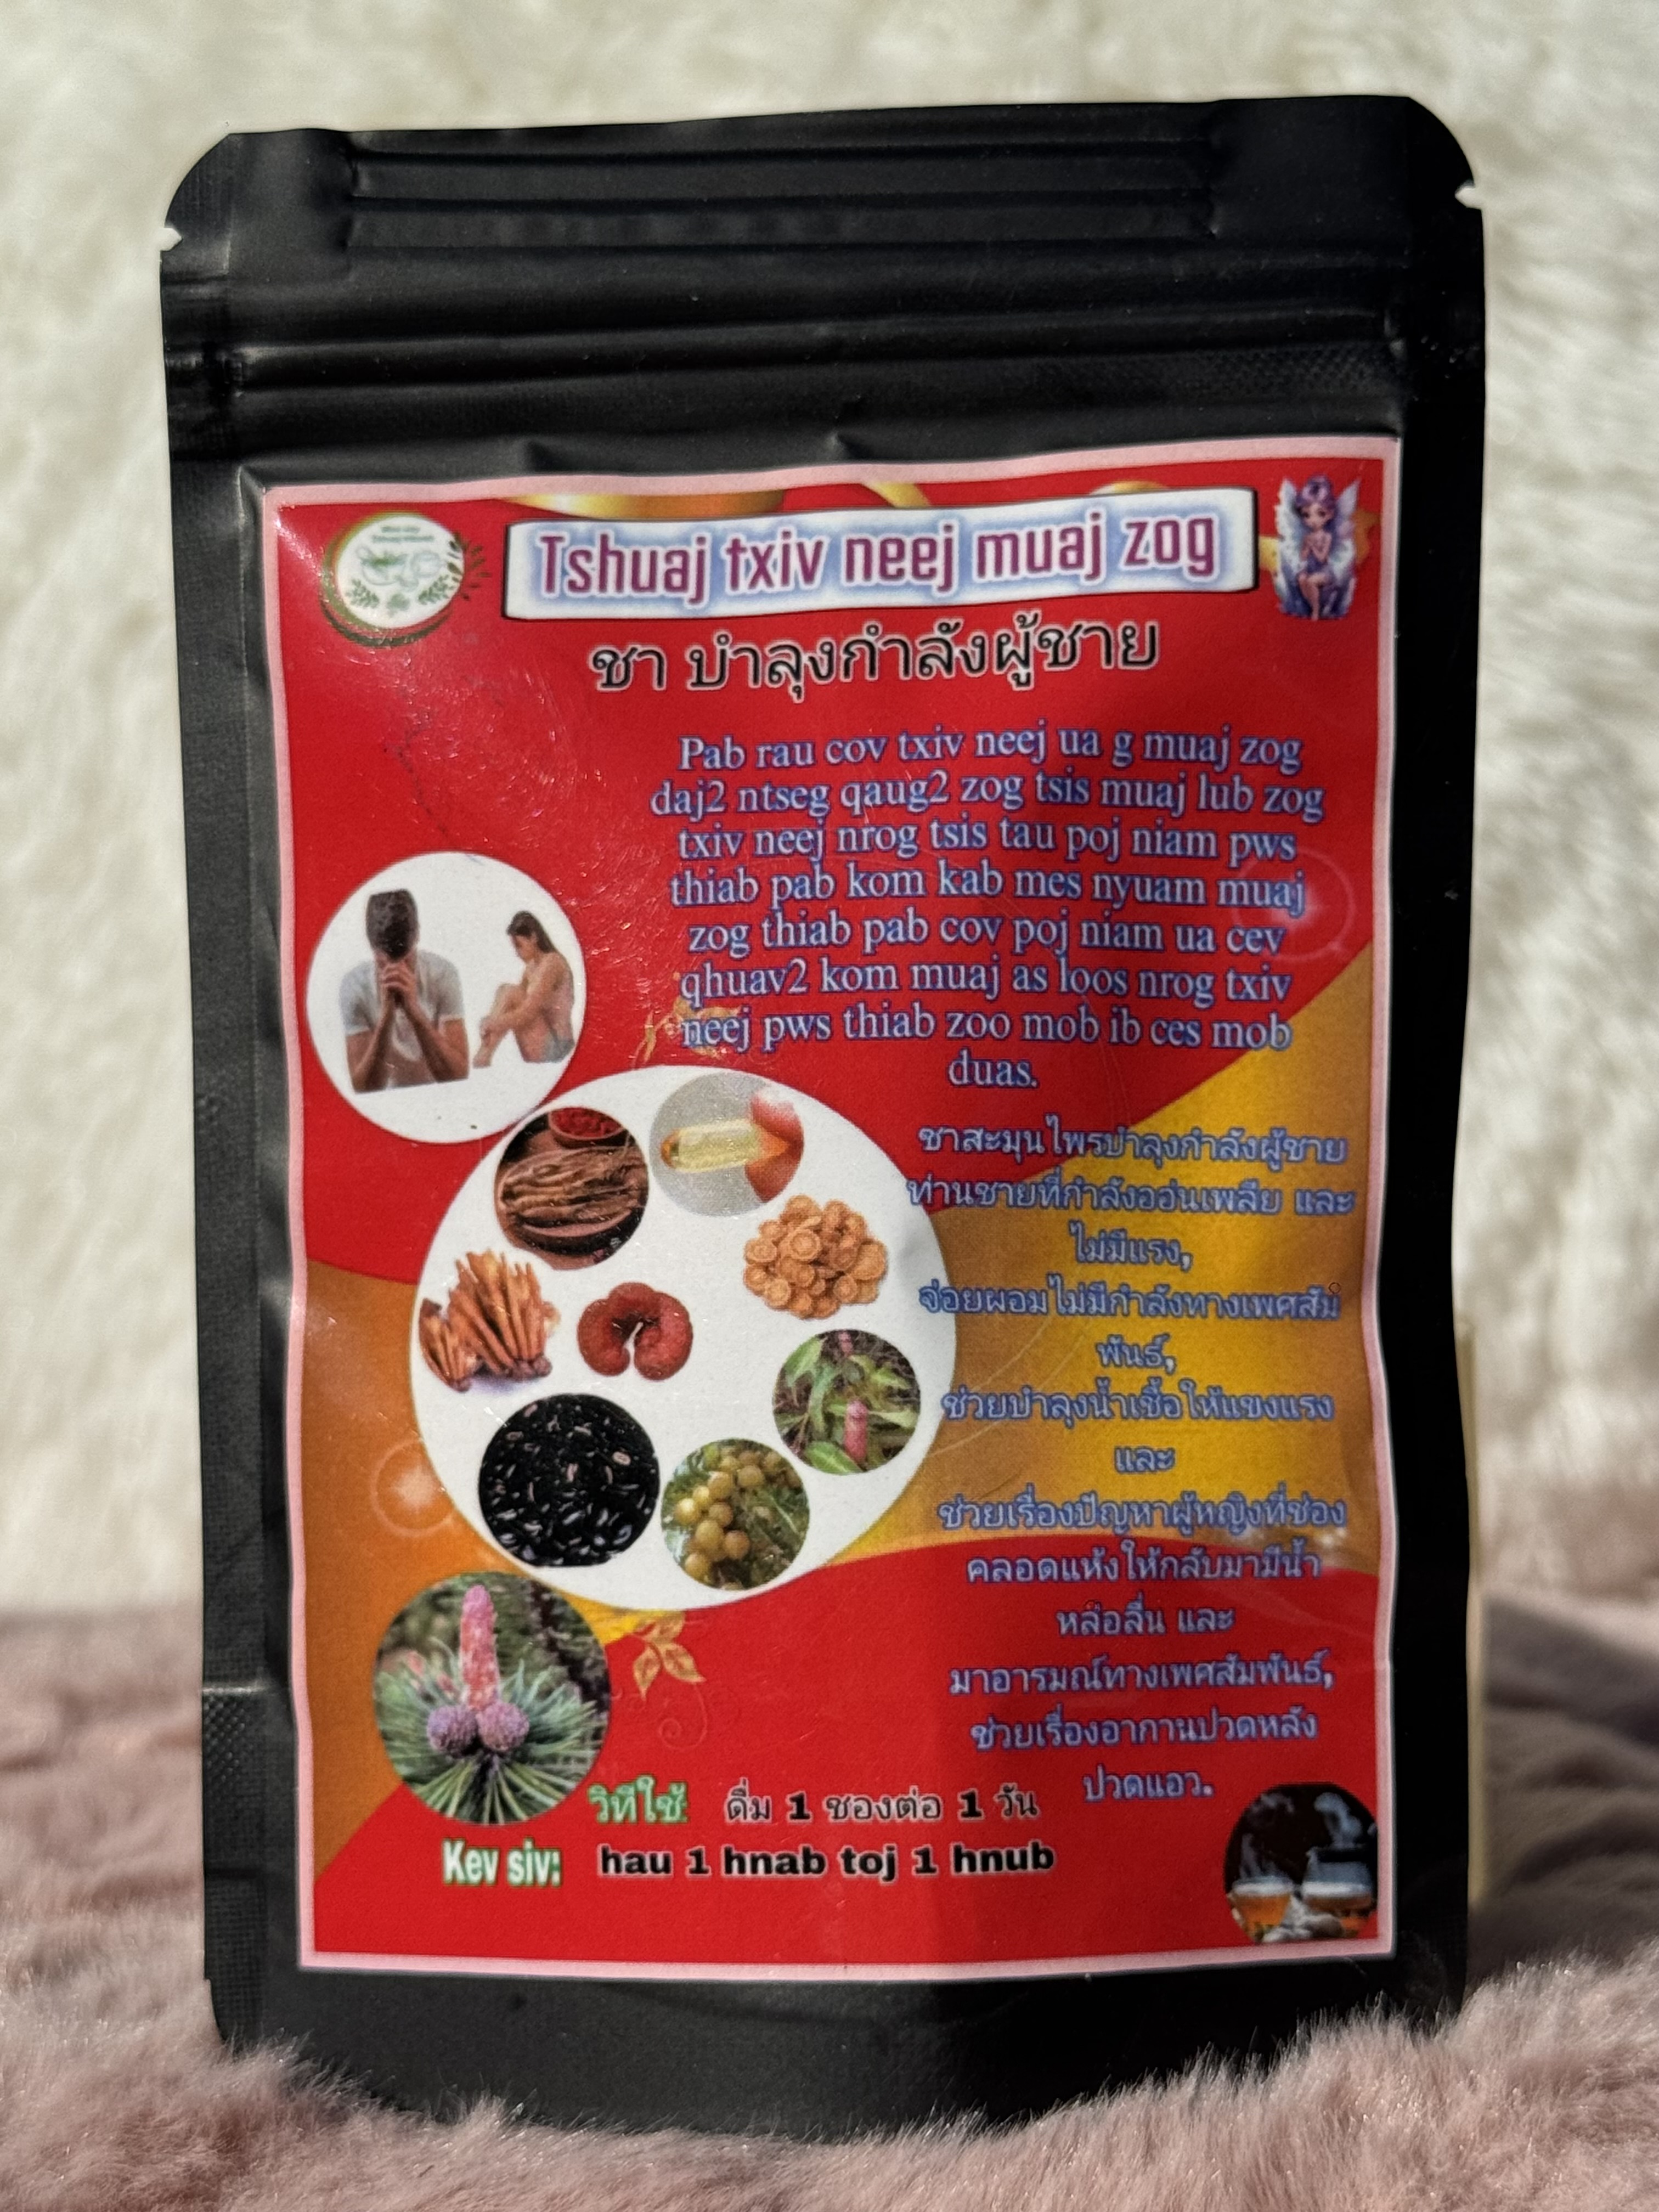 Tshuaj txiv neej muaj zog
ชา บำลุงกำลังผู้ชาย
Pab rau cov txiv neej ua g muaj zog
daj2 ntseg qaug2 zog tsis muaj lub zog
txiv neej nrog tsis tau poj niam pws
thiab pab kom kab mes nyuam muaj
zog thiab pab cov poj niam ua cev
qhuav2 kom muaj as loos nrog txiv
neej pws thiab zoo mob ib ces mob
duas.
ชาสะมุนไพรบำลุงกำลังผู้ชาย
ท่านชายที่กำลังออ่นเพลีย และ
ไม่มีแรง,
จ่อยผอมไม่มีกำลังทางเพศสัม
พันธ์,
ช่วยบำลุงน้ำเชื้อให้แขงแรง
และ
ช่วยเรื่องปัญหาผู้หญิงที่ช่อง
คลอดแห้งให้กลับมามีน้ำ
หล่อลื่น และ
มาอารมณ์ทางเพศสัมพันธ์,
ช่วยเรื่องอากานปวดหลัง
ปวดแอว.
วิทีใช้: ดื่ม 1 ซองต่อ 1 วัน
Kev siv: hau 1 hnab toj 1 hnub